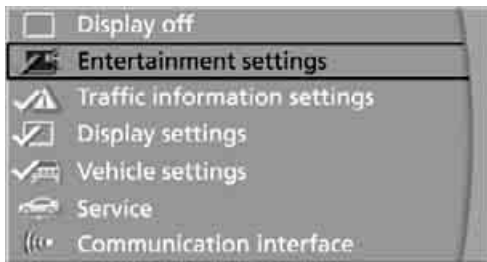 Display off
Entertainment settings
Traffic information settings
Display settings
Vehicle settings
Service
Communication interface